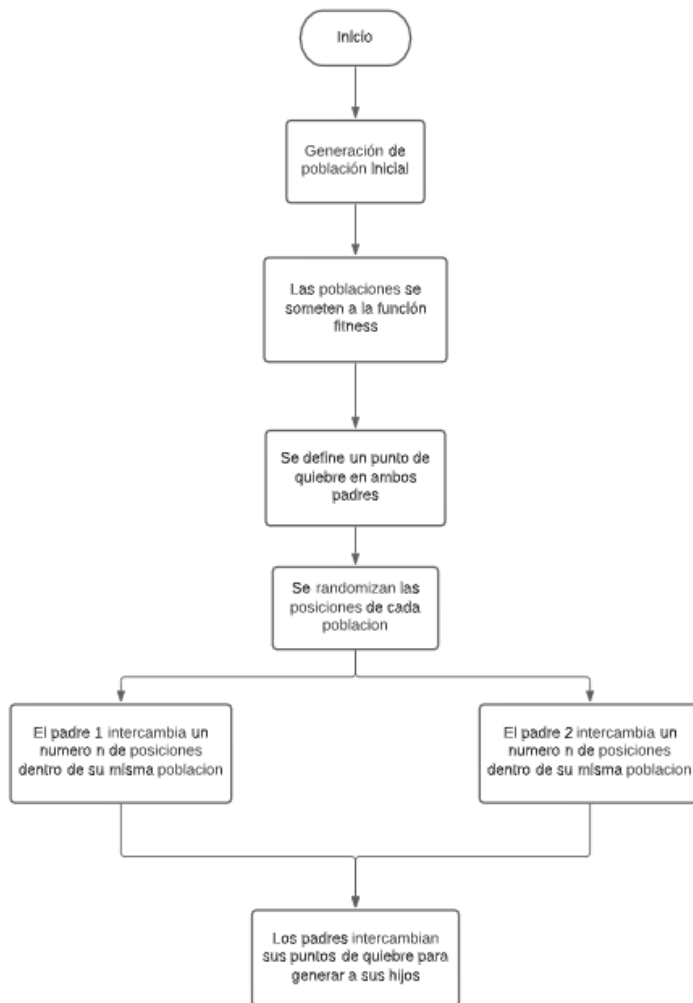 Inicio
Generación de
población inicial
Las poblaciones se
someten a la función
fitness
Se define un punto de
quiebre en ambos
padres
Se randomizan las
posiciones de cada
poblacion
El padre 1 intercambia un
numero n de posiciones
dentro de su misma poblacion
El padre 2 intercambia un
numero n de posiciones
dentro de su misma poblacion
Los padres intercambian
sus puntos de quiebre para
generar a sus hijos